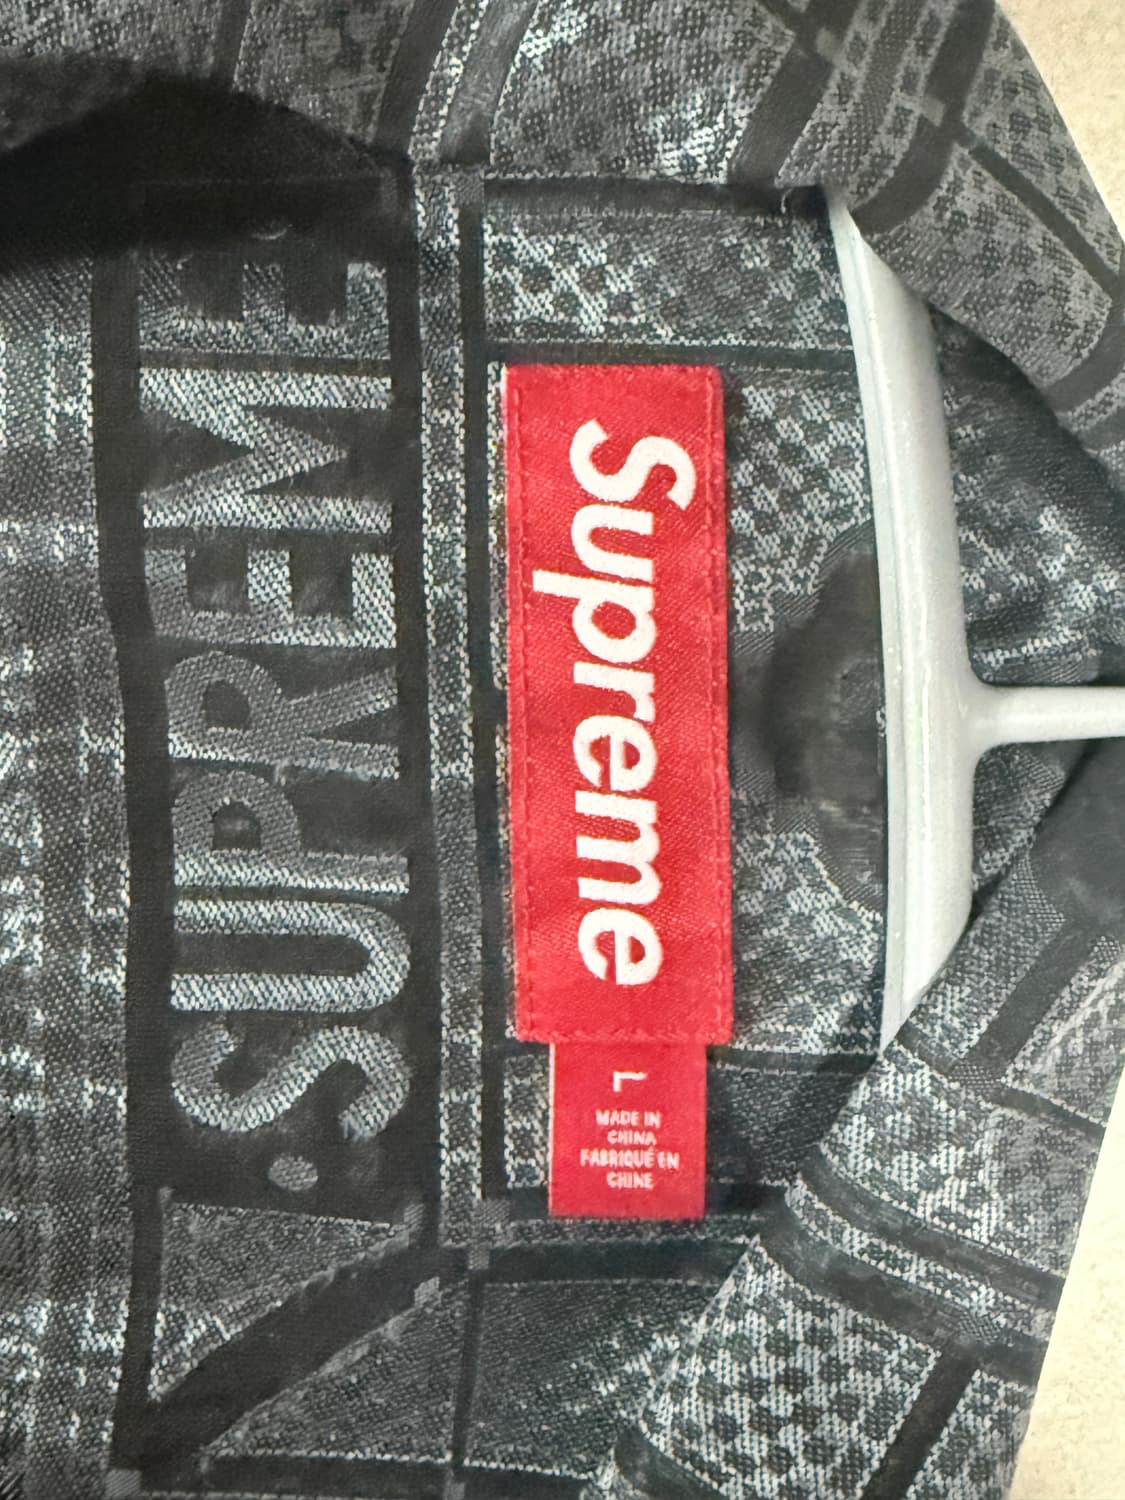 SUPREME
Supreme
L
MADE IN
CHINA
FABRIQUÉ EN
CHINE